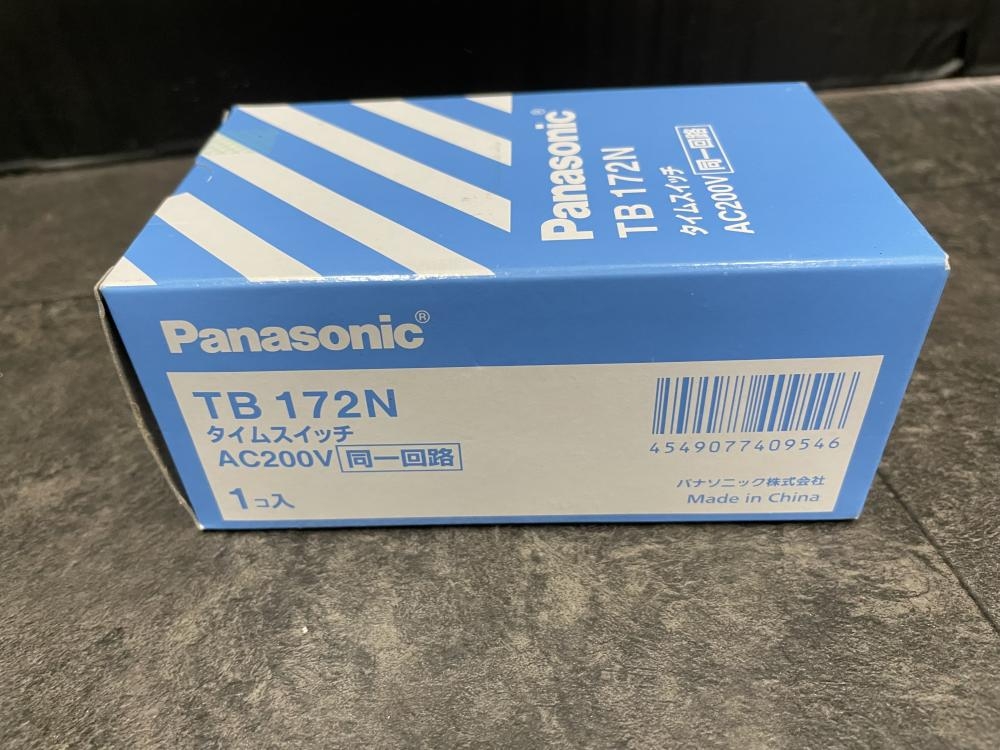 Panasonic®
TB 172N
タイムスイッチ
AC200V 同一回路
Panasonic®
TB 172N
タイムスイッチ
AC200V 同一回路
1コ入
4549077409546
パナソニック株式会社
Made in China